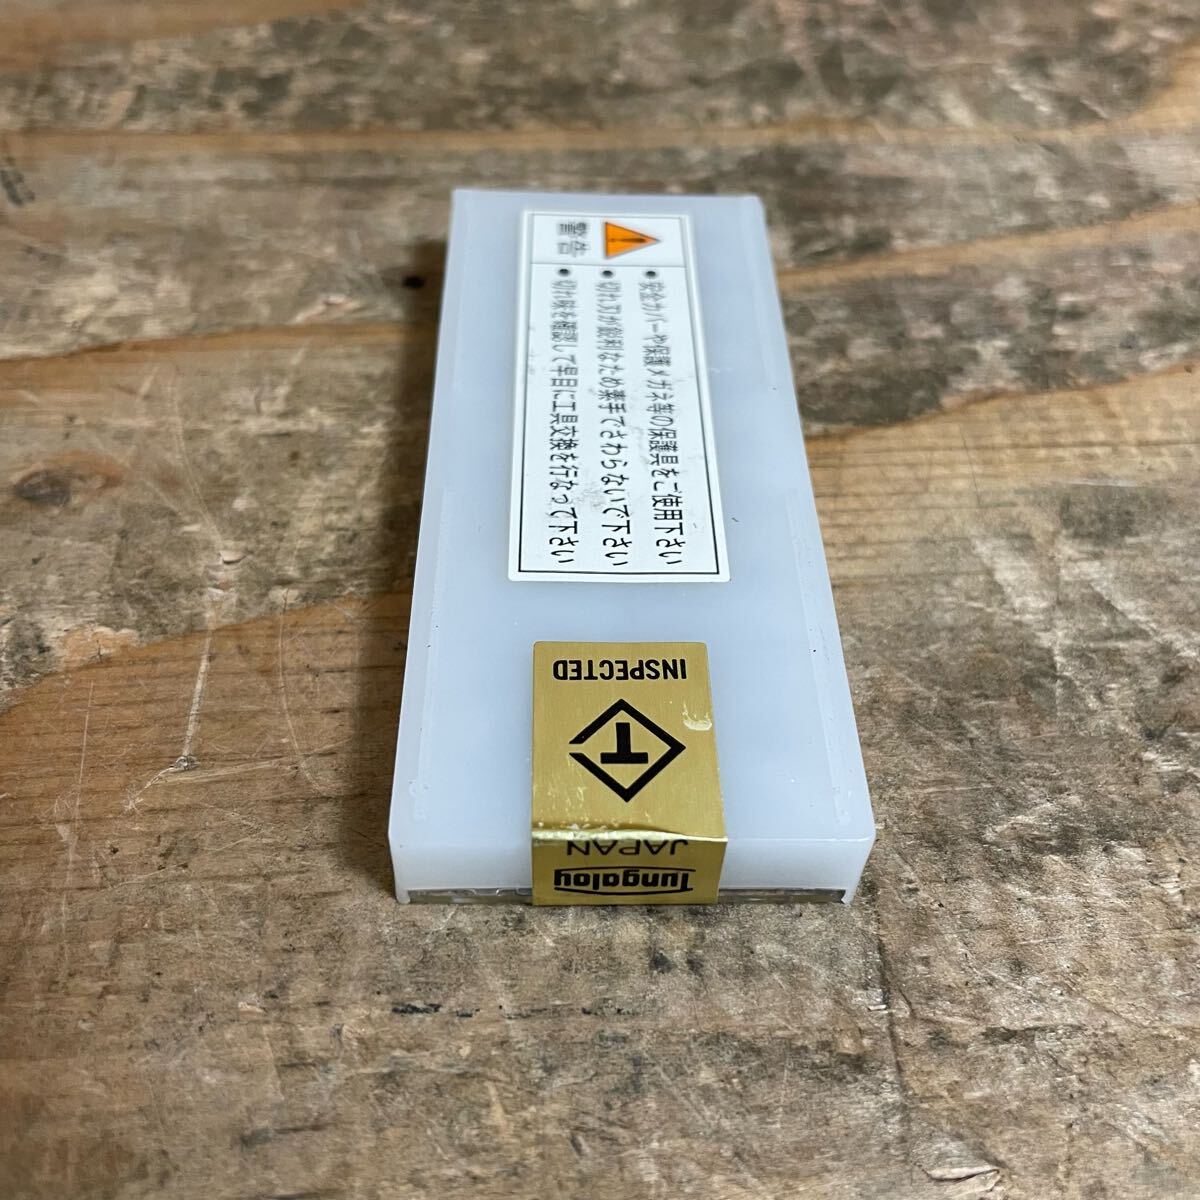 警告
●安全カバーや保護メガネ等の保護具をご使用下さい
●切れ刃が鋭利なため素手でさわらないで下さい
●切れ味を確認して早目に工具交換を行なって下さい
INSPECTED
T
JAPAN
Tungaloy